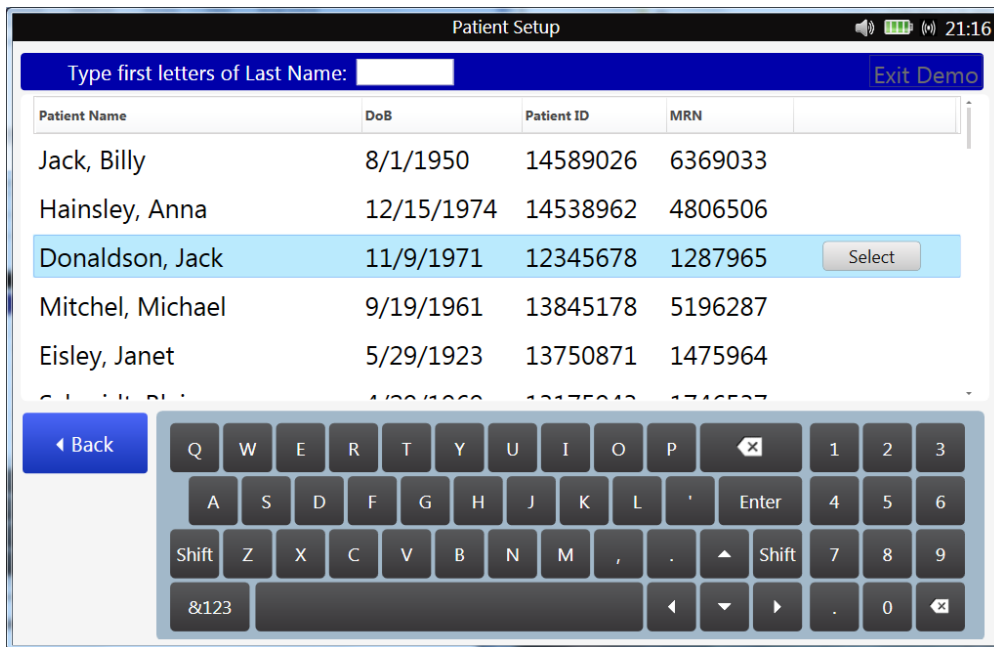 Patient Setup 21:16
Type first letters of Last Name: Exit Demo
Patient Name DoB Patient ID MRN
Jack, Billy 8/1/1950 14589026 6369033
Hainsley, Anna 12/15/1974 14538962 4806506
Donaldson, Jack 11/9/1971 12345678 1287965 Select
Mitchel, Michael 9/19/1961 13845178 5196287
Eisley, Janet 5/29/1923 13750871 1475964
Back
Q W E R T Y U I O P 1 2 3
A S D F G H J K L ' Enter 4 5 6
Shift Z X C V B N M , . Shift 7 8 9
&123 . 0